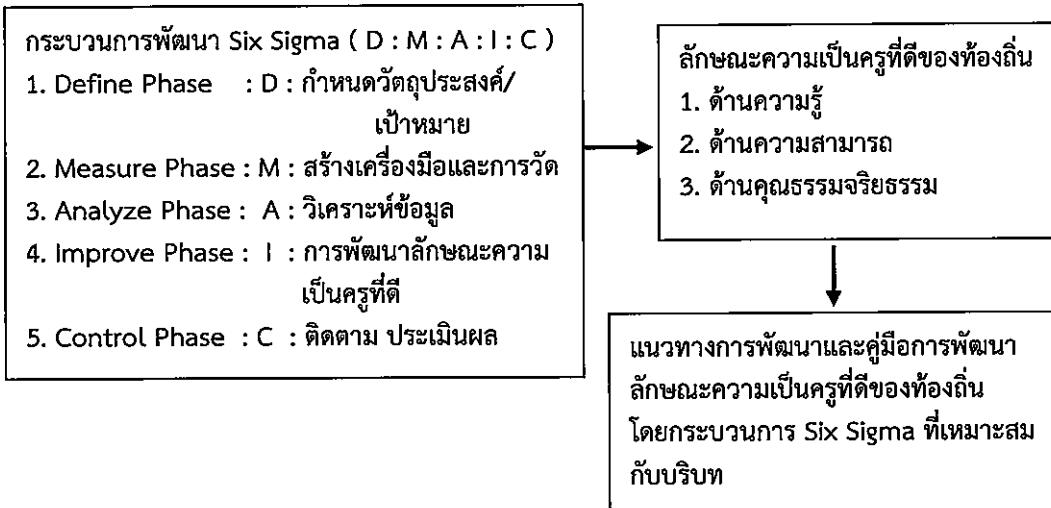 กระบวนการพัฒนา Six Sigma ( D : M : A : I : C )
1. Define Phase : D : กำหนดวัตถุประสงค์/
เป้าหมาย
2. Measure Phase : M : สร้างเครื่องมือและการวัด
3. Analyze Phase : A : วิเคราะห์ข้อมูล
4. Improve Phase : I : การพัฒนาลักษณะความ
เป็นครูที่ดี
5. Control Phase : C : ติดตาม ประเมินผล
ลักษณะความเป็นครูที่ดีของท้องถิ่น
1. ด้านความรู้
2. ด้านความสามารถ
3. ด้านคุณธรรมจริยธรรม
แนวทางการพัฒนาและคู่มือการพัฒนา
ลักษณะความเป็นครูที่ดีของท้องถิ่น
โดยกระบวนการ Six Sigma ที่เหมาะสม
กับบริบท